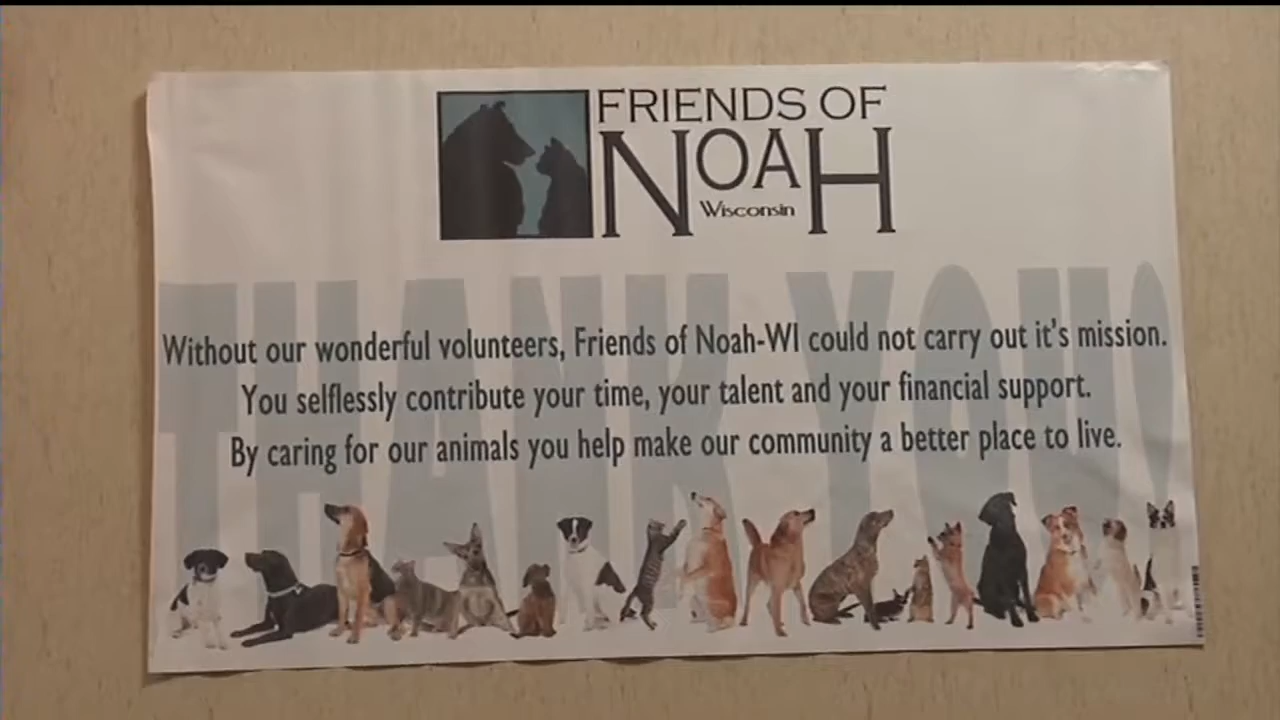 FRIENDS OF
NOAH
Wisconsin
THANK YOU!
Without our wonderful volunteers, Friends of Noah-WI could not carry out it's mission.
You selflessly contribute your time, your talent and your financial support.
By caring for our animals you help make our community a better place to live.